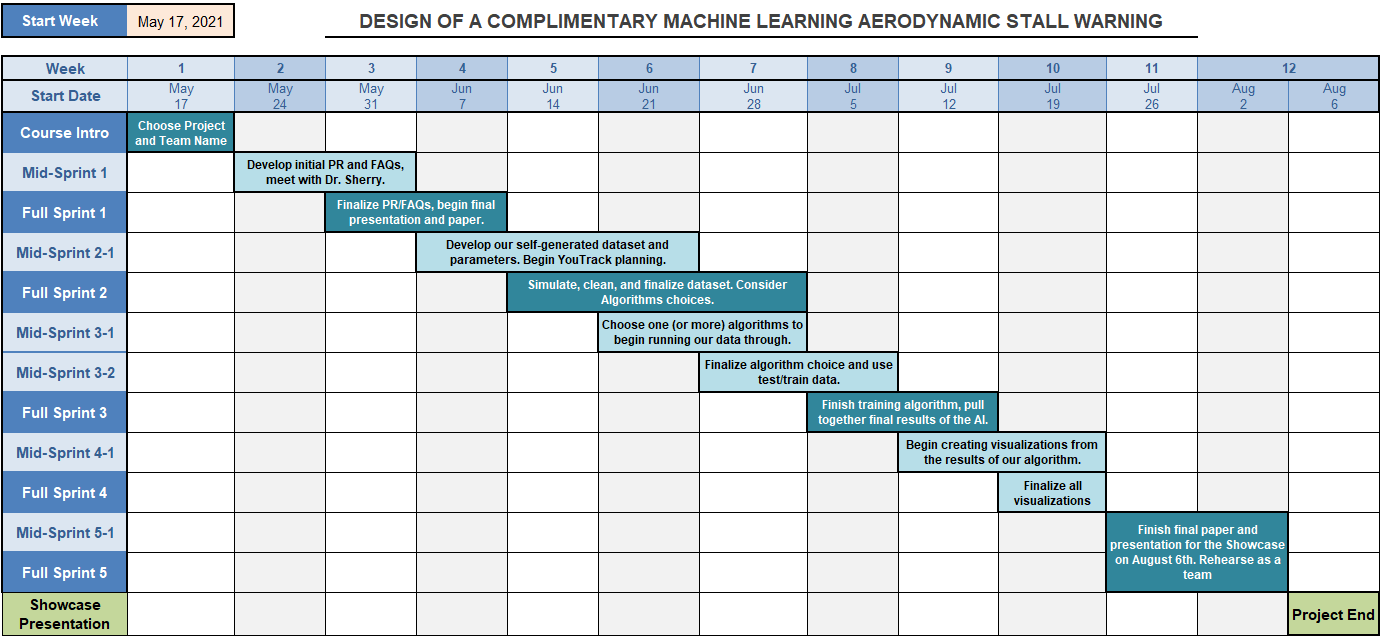 Start Week
May 17, 2021
DESIGN OF A COMPLIMENTARY MACHINE LEARNING AERODYNAMIC STALL WARNING
Week 1 2 3 4 5 6 7 8 9 10 11 12
Start Date
May 17
May 24
May 31
Jun 7
Jun 14
Jun 21
Jun 28
Jul 5
Jul 12
Jul 19
Jul 26
Aug 2
Aug 6
Course Intro
Choose Project
and Team Name
Mid-Sprint 1
Develop initial PR and FAQs,
meet with Dr. Sherry.
Full Sprint 1
Finalize PR/FAQs, begin final
presentation and paper.
Mid-Sprint 2-1
Develop our self-generated dataset and
parameters. Begin YouTrack planning.
Full Sprint 2
Simulate, clean, and finalize dataset. Consider
Algorithms choices.
Mid-Sprint 3-1
Choose one (or more) algorithms to
begin running our data through.
Mid-Sprint 3-2
Finalize algorithm choice and use
test/train data.
Full Sprint 3
Finish training algorithm, pull
together final results of the AI.
Mid-Sprint 4-1
Begin creating visualizations from
the results of our algorithm.
Full Sprint 4
Finalize all
visualizations
Mid-Sprint 5-1
Full Sprint 5
Finish final paper and
presentation for the Showcase
on August 6th. Rehearse as a
team
Showcase
Presentation
Project End